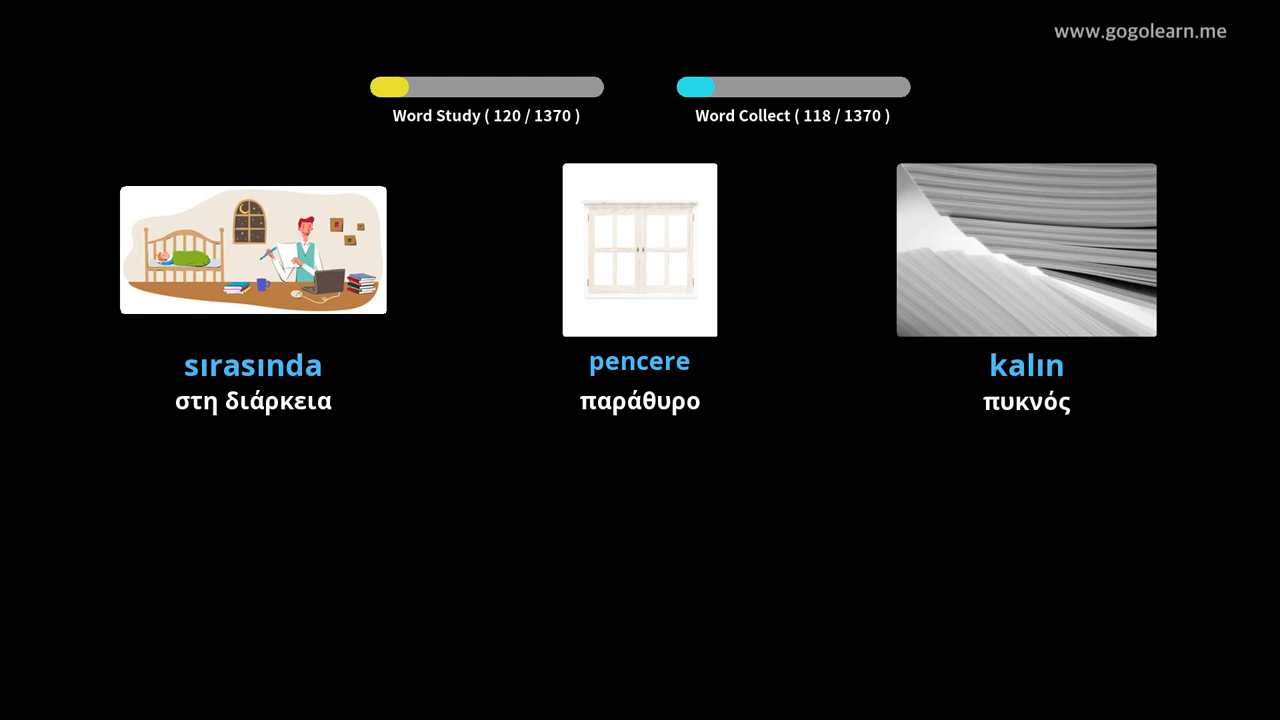 www.gogolearn.me
Word Study ( 120 / 1370 )
Word Collect ( 118 / 1370 )
sırasında
στη διάρκεια
pencere
παράθυρο
kalın
πυκνός